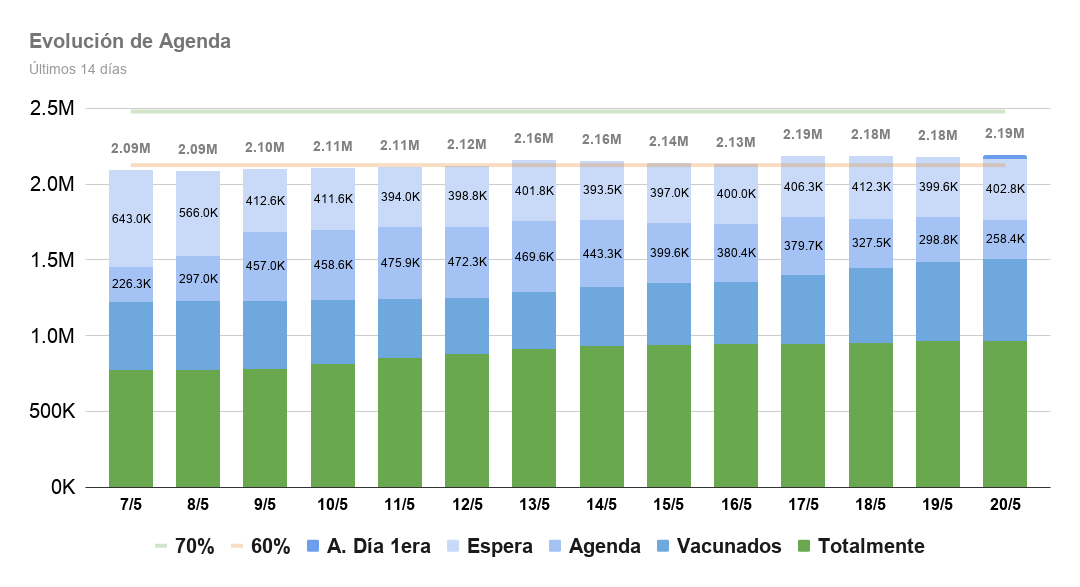 Evolución de Agenda
Últimos 14 días
2.5M
2.0M
1.5M
1.0M
500K
0K
2.09M 2.09M 2.10M 2.11M 2.11M 2.12M 2.16M 2.16M 2.14M 2.13M 2.19M 2.18M 2.18M 2.19M
643.0K 566.0K 412.6K 411.6K 394.0K 398.8K 401.8K 393.5K 397.0K 400.0K 406.3K 412.3K 399.6K 402.8K
226.3K 297.0K 457.0K 458.6K 475.9K 472.3K 469.6K 443.3K 399.6K 380.4K 379.7K 327.5K 298.8K 258.4K
7/5 8/5 9/5 10/5 11/5 12/5 13/5 14/5 15/5 16/5 17/5 18/5 19/5 20/5
70% 60% A. Día 1era Espera Agenda Vacunados Totalmente